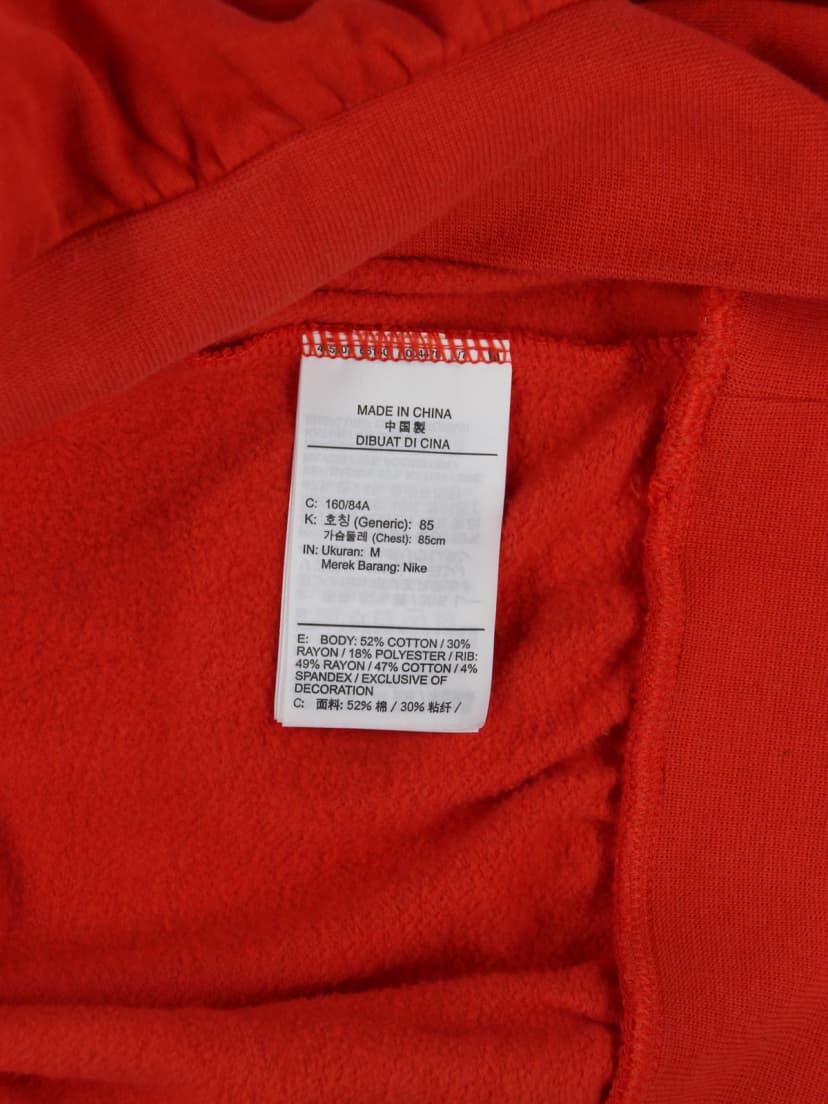 MADE IN CHINA
中国製
DIBUAT DI CINA
C: 160/84A
K: 호칭 (Generic): 85
가슴둘레 (Chest): 85cm
IN: Ukuran: M
Merek Barang: Nike
E: BODY: 52% COTTON / 30%
RAYON / 18% POLYESTER / RIB:
49% RAYON / 47% COTTON / 4%
SPANDEX / EXCLUSIVE OF
DECORATION
C: 面料: 52% 棉 / 30% 粘纤 /